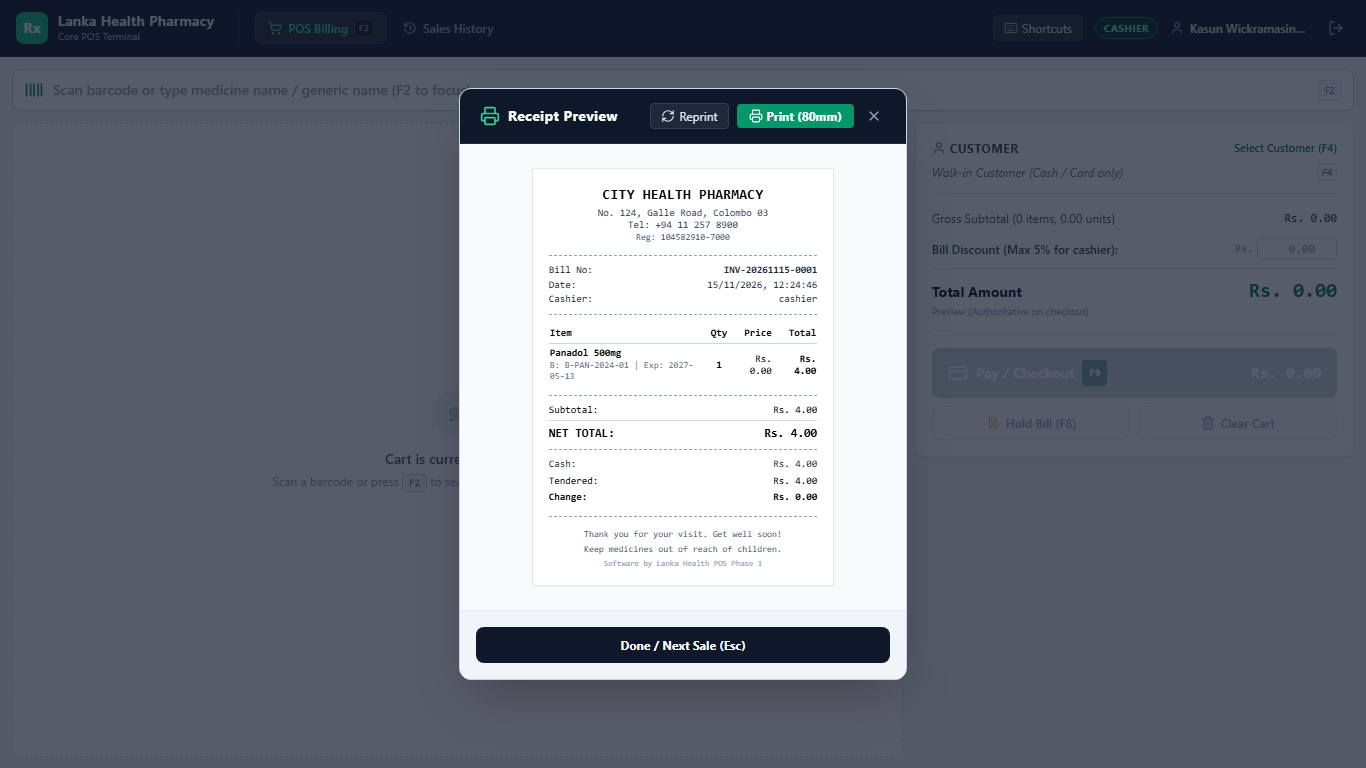 Rx
Lanka Health Pharmacy
Core POS Terminal
POS Billing F2
Sales History
Shortcuts
CASHIER
Kasun Wickramasin...
Scan barcode or type medicine name / generic name (F2 to focu
F2
Receipt Preview
Reprint
Print (80mm)
CITY HEALTH PHARMACY
No. 124, Galle Road, Colombo 03
Tel: +94 11 257 8900
Reg: 104582910-7000
Bill No: INV-20261115-0001
Date: 15/11/2026, 12:24:46
Cashier: cashier
Item Qty Price Total
Panadol 500mg
B: B-PAN-2024-01 | Exp: 2027-
05-13
1
Rs.
0.00
Rs.
4.00
Subtotal: Rs. 4.00
NET TOTAL: Rs. 4.00
Cash: Rs. 4.00
Tendered: Rs. 4.00
Change: Rs. 0.00
Thank you for your visit. Get well soon!
Keep medicines out of reach of children.
Software by Lanka Health POS Phase 1
Done / Next Sale (Esc)
Cart is curre
Scan a barcode or press F2 to sea
CUSTOMER
Select Customer (F4)
Walk-in Customer (Cash / Card only) F4
Gross Subtotal (0 items, 0.00 units) Rs. 0.00
Bill Discount (Max 5% for cashier): Rs. 0.00
Total Amount Rs. 0.00
Preview (Authoritative on checkout)
Pay / Checkout F9 Rs. 0.00
Hold Bill (F8)
Clear Cart